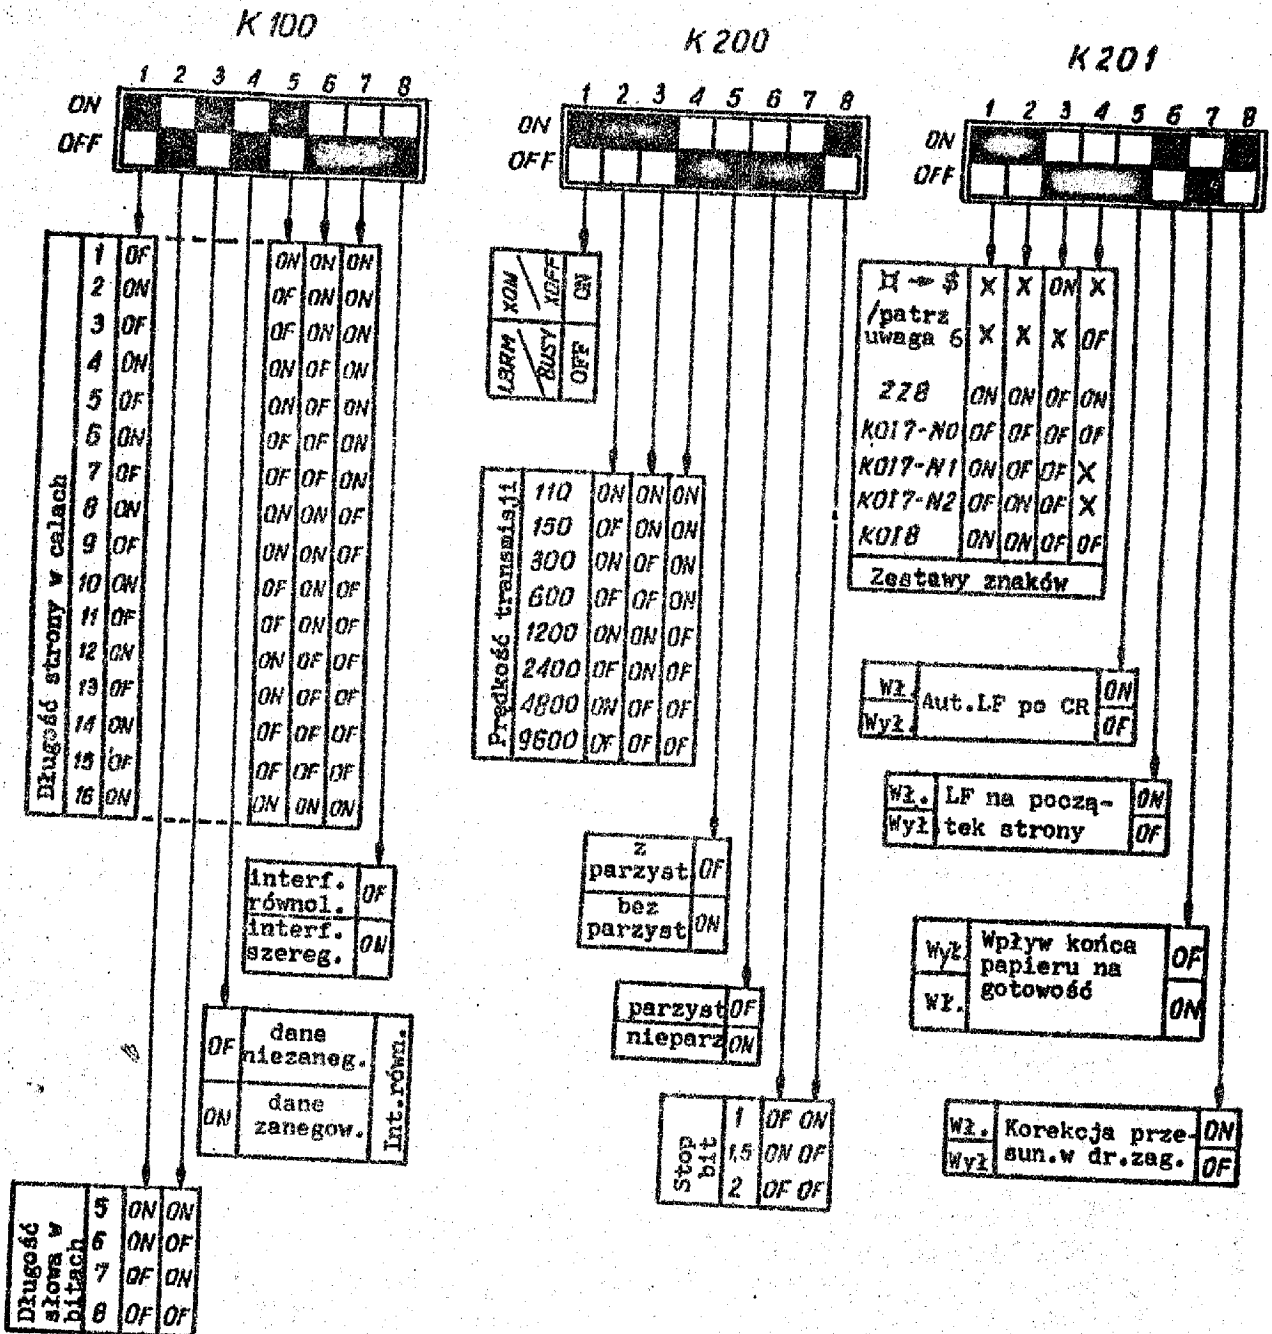 K 100
1 2 3 4 5 6 7 8
ON
OFF
Długość strony w calach
1 OF ON ON ON
2 ON OF ON ON
3 OF OF ON ON
4 ON ON OF ON
5 OF ON OF ON
6 ON OF OF ON
7 OF OF OF ON
8 ON ON ON OF
9 OF ON ON OF
10 ON OF ON OF
11 OF OF ON OF
12 ON ON OF OF
13 OF ON OF OF
14 ON OF OF OF
15 OF OF OF OF
16 ON ON ON ON
interf. równol. OF
interf. szereg. ON
OF dane niezaneg.
ON dane zanegow.
Int.równ.
Długość słowa w bitach
5 ON ON
6 ON OF
7 OF ON
8 OF OF
K 200
1 2 3 4 5 6 7 8
ON
OFF
XON/XOFF ON
LBRM/BUSY OFF
Prędkość transmisji
110 ON ON ON
150 OF ON ON
300 ON OF ON
600 OF OF ON
1200 ON ON OF
2400 OF ON OF
4800 ON OF OF
9600 OF OF OF
z parzyst OF
bez parzyst ON
parzyst OF
nieparz ON
Stop bit
1 OF ON
1,5 ON OF
2 OF OF
K 201
1 2 3 4 5 6 7 8
ON
OFF
¤ → $ X X ON X
/patrz
uwaga 6 X X X OF
ZZ8 ON ON OF ON
KOI7-N0 OF OF OF OF
KOI7-N1 ON OF OF X
KOI7-N2 OF ON OF X
KOI8 ON ON OF OF
Zestawy znaków
Wł. Aut.LF po CR ON
Wył. OF
Wł. LF na począ- ON
Wył tek strony OF
Wył. Wpływ końca OF
papieru na
Wł. gotowość ON
Wł. Korekcja prze- ON
Wył sun.w dr.zag. OF